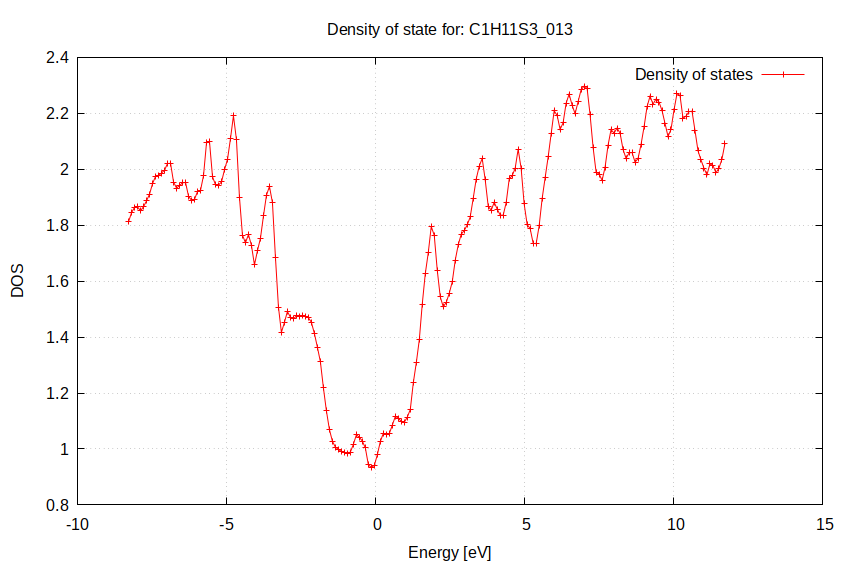 Density of state for: C1H11S3_013
Density of states
2.4
2.2
2
1.8
1.6
1.4
1.2
1
0.8
DOS
-10 -5 0 5 10 15
Energy [eV]